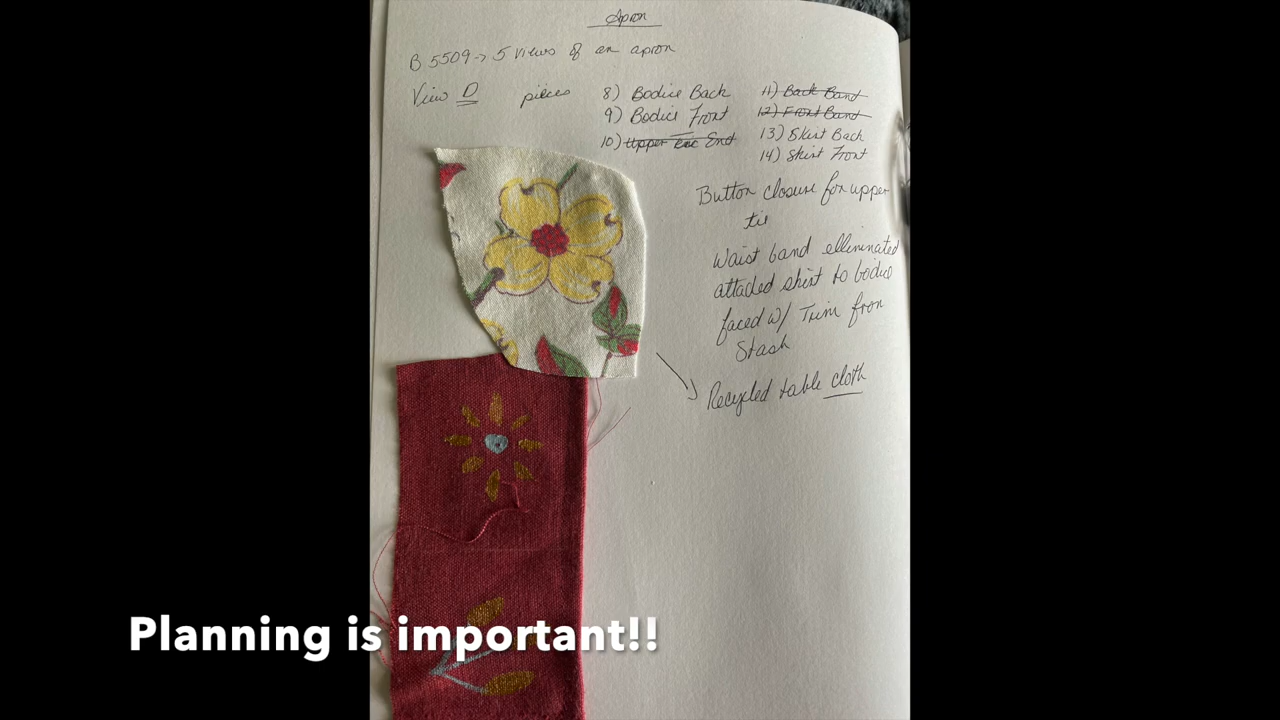 Apron
B 5509 -> 5 views of an apron
View D pieces
8) Bodice Back
9) Bodice Front
10) Upper Tie End
11) Back Band
12) Front Band
13) Skirt Back
14) Skirt Front
Button closure for upper
tie
Waist band elleminated
attached skirt to bodice
faced w/ Trim from
Stash
Recycled table cloth
Planning is important!!